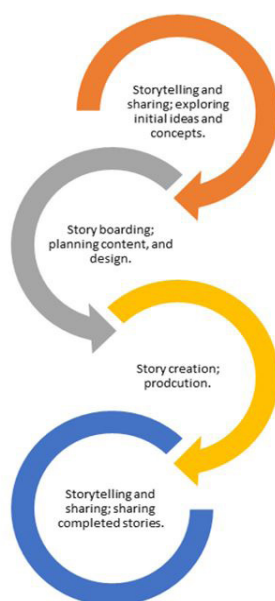 Storytelling and
sharing; exploring
initial ideas and
concepts.
Story boarding;
planning content, and
design.
Story creation;
prodcution.
Storytelling and
sharing; sharing
completed stories.